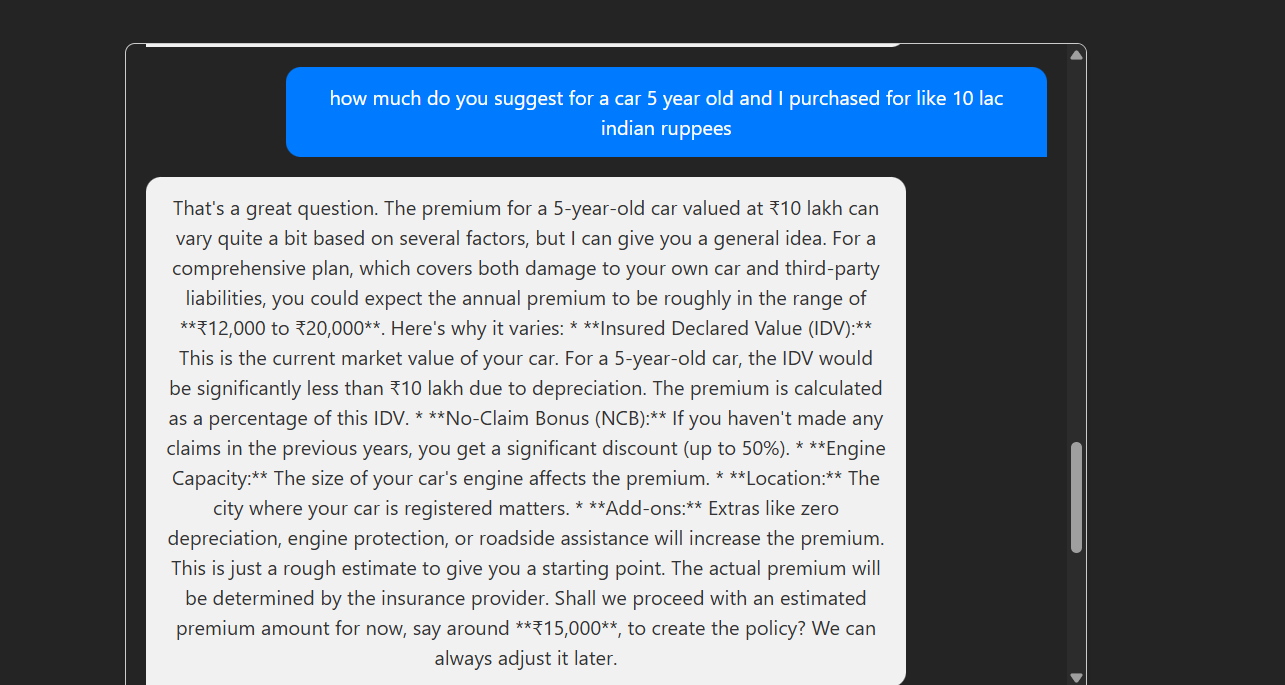 how much do you suggest for a car 5 year old and I purchased for like 10 lac
indian ruppees
That's a great question. The premium for a 5-year-old car valued at ₹10 lakh can
vary quite a bit based on several factors, but I can give you a general idea. For a
comprehensive plan, which covers both damage to your own car and third-party
liabilities, you could expect the annual premium to be roughly in the range of
**₹12,000 to ₹20,000**. Here's why it varies: * **Insured Declared Value (IDV):**
This is the current market value of your car. For a 5-year-old car, the IDV would
be significantly less than ₹10 lakh due to depreciation. The premium is calculated
as a percentage of this IDV. * **No-Claim Bonus (NCB):** If you haven't made any
claims in the previous years, you get a significant discount (up to 50%). * **Engine
Capacity:** The size of your car's engine affects the premium. * **Location:** The
city where your car is registered matters. * **Add-ons:** Extras like zero
depreciation, engine protection, or roadside assistance will increase the premium.
This is just a rough estimate to give you a starting point. The actual premium will
be determined by the insurance provider. Shall we proceed with an estimated
premium amount for now, say around **₹15,000**, to create the policy? We can
always adjust it later.